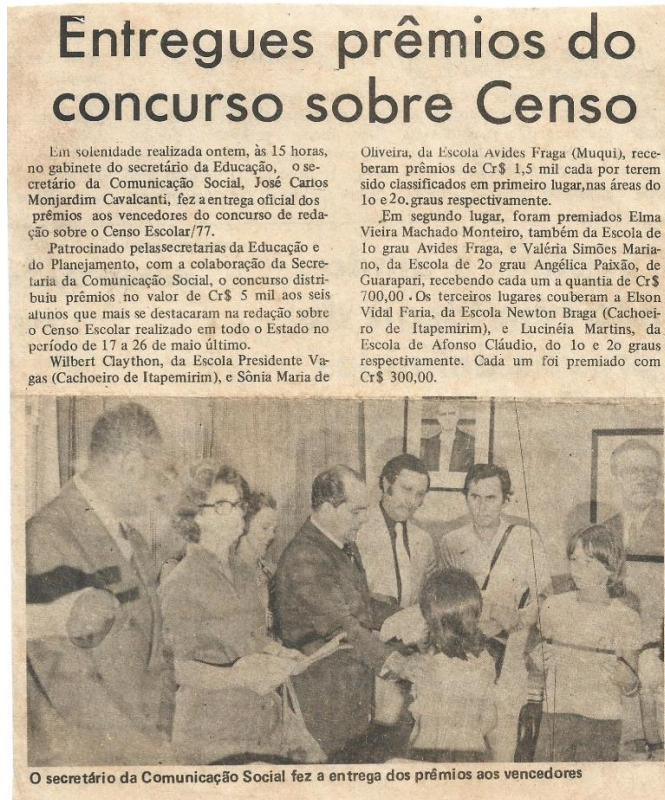 Entregues prêmios do
concurso sobre Censo
Em solenidade realizada ontem, às 15 horas,
no gabinete do secretário da Educação, o se-
cretário da Comunicação Social, José Carlos
Monjardim Cavalcanti, fez a entrega oficial dos
prêmios aos vencedores do concurso de reda-
ção sobre o Censo Escolar/77.
Patrocinado pelas secretarias da Educação e
do Planejamento, com a colaboração da Secre-
taria da Comunicação Social, o concurso distri-
buiu prêmios no valor de Cr$ 5 mil aos seis
alunos que mais se destacaram na redação sobre
o Censo Escolar realizado em todo o Estado no
período de 17 a 26 de maio último.
Wilbert Claython, da Escola Presidente Va-
gas (Cachoeiro de Itapemirim), e Sônia Maria de
Oliveira, da Escola Avides Fraga (Muqui), rece-
beram prêmios de Cr$ 1,5 mil cada por terem
sido classificados em primeiro lugar, nas áreas do
1o e 2o. graus respectivamente.
Em segundo lugar, foram premiados Elma
Vieira Machado Monteiro, também da Escola de
1o grau Avides Fraga, e Valéria Simões Maria-
no, da Escola de 2o grau Angélica Paixão, de
Guarapari, recebendo cada um a quantia de Cr$
700,00. Os terceiros lugares couberam a Elson
Vidal Faria, da Escola Newton Braga (Cachoei-
ro de Itapemirim), e Lucinéia Martins, da
Escola de Afonso Cláudio, do 1o e 2o graus
respectivamente. Cada um foi premiado com
Cr$ 300,00.
O secretário da Comunicação Social fez a entrega dos prêmios aos vencedores